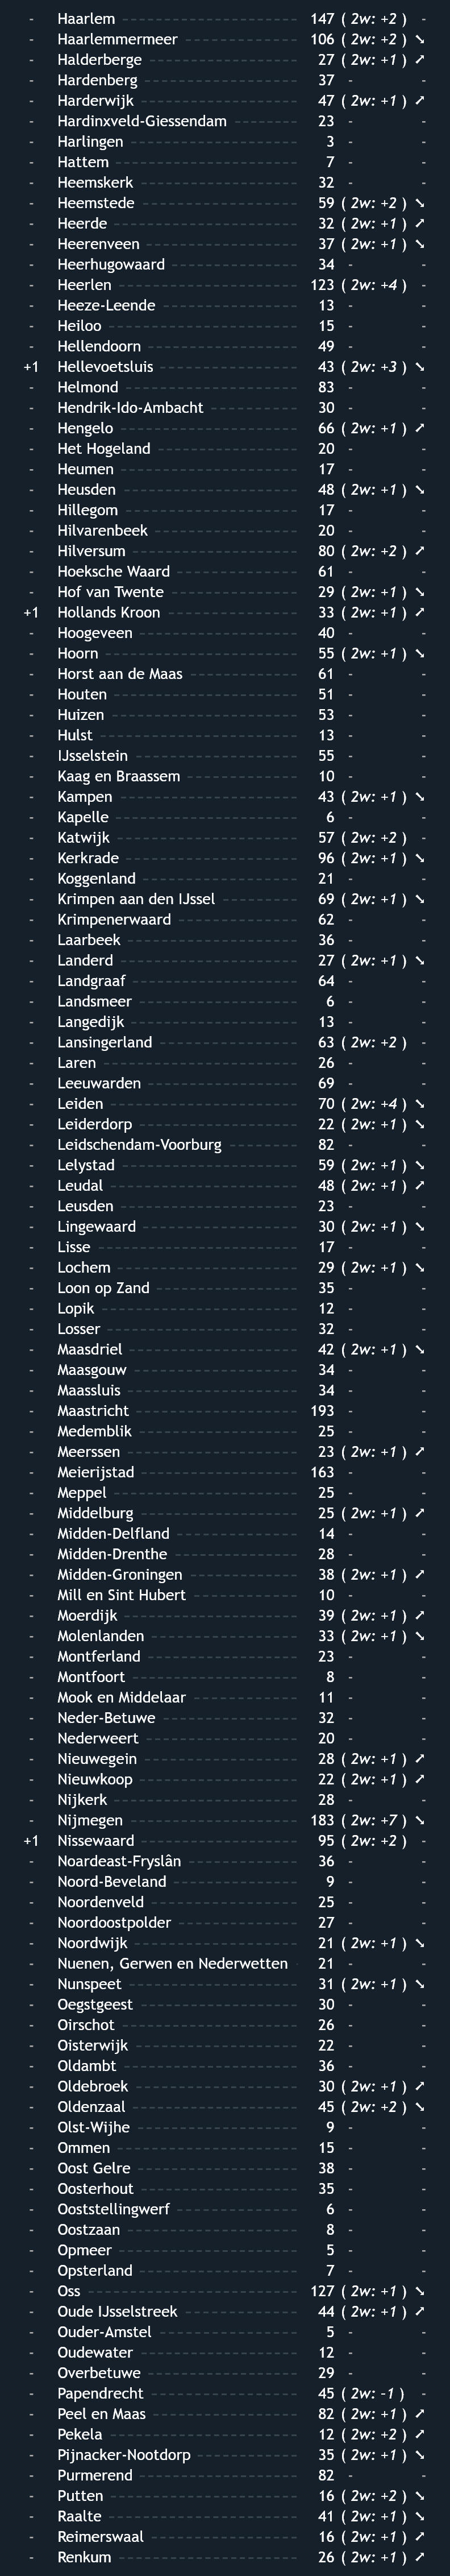 - Haarlem 147 ( 2w: +2 ) -
- Haarlemmermeer 106 ( 2w: +2 ) ↘
- Halderberge 27 ( 2w: +1 ) ↗
- Hardenberg 37 - -
- Harderwijk 47 ( 2w: +1 ) ↗
- Hardinxveld-Giessendam 23 - -
- Harlingen 3 - -
- Hattem 7 - -
- Heemskerk 32 - -
- Heemstede 59 ( 2w: +2 ) ↘
- Heerde 32 ( 2w: +1 ) ↗
- Heerenveen 37 ( 2w: +1 ) ↘
- Heerhugowaard 34 - -
- Heerlen 123 ( 2w: +4 ) -
- Heeze-Leende 13 - -
- Heiloo 15 - -
- Hellendoorn 49 - -
+1 Hellevoetsluis 43 ( 2w: +3 ) ↘
- Helmond 83 - -
- Hendrik-Ido-Ambacht 30 - -
- Hengelo 66 ( 2w: +1 ) ↗
- Het Hogeland 20 - -
- Heumen 17 - -
- Heusden 48 ( 2w: +1 ) ↘
- Hillegom 17 - -
- Hilvarenbeek 20 - -
- Hilversum 80 ( 2w: +2 ) ↗
- Hoeksche Waard 61 - -
- Hof van Twente 29 ( 2w: +1 ) ↘
+1 Hollands Kroon 33 ( 2w: +1 ) ↗
- Hoogeveen 40 - -
- Hoorn 55 ( 2w: +1 ) ↘
- Horst aan de Maas 61 - -
- Houten 51 - -
- Huizen 53 - -
- Hulst 13 - -
- IJsselstein 55 - -
- Kaag en Braassem 10 - -
- Kampen 43 ( 2w: +1 ) ↘
- Kapelle 6 - -
- Katwijk 57 ( 2w: +2 ) -
- Kerkrade 96 ( 2w: +1 ) ↘
- Koggenland 21 - -
- Krimpen aan den IJssel 69 ( 2w: +1 ) ↘
- Krimpenerwaard 62 - -
- Laarbeek 36 - -
- Landerd 27 ( 2w: +1 ) ↘
- Landgraaf 64 - -
- Landsmeer 6 - -
- Langedijk 13 - -
- Lansingerland 63 ( 2w: +2 ) -
- Laren 26 - -
- Leeuwarden 69 - -
- Leiden 70 ( 2w: +4 ) ↘
- Leiderdorp 22 ( 2w: +1 ) ↘
- Leidschendam-Voorburg 82 - -
- Lelystad 59 ( 2w: +1 ) ↘
- Leudal 48 ( 2w: +1 ) ↗
- Leusden 23 - -
- Lingewaard 30 ( 2w: +1 ) ↘
- Lisse 17 - -
- Lochem 29 ( 2w: +1 ) ↘
- Loon op Zand 35 - -
- Lopik 12 - -
- Losser 32 - -
- Maasdriel 42 ( 2w: +1 ) ↘
- Maasgouw 34 - -
- Maassluis 34 - -
- Maastricht 193 - -
- Medemblik 25 - -
- Meerssen 23 ( 2w: +1 ) ↗
- Meierijstad 163 - -
- Meppel 25 - -
- Middelburg 25 ( 2w: +1 ) ↗
- Midden-Delfland 14 - -
- Midden-Drenthe 28 - -
- Midden-Groningen 38 ( 2w: +1 ) ↗
- Mill en Sint Hubert 10 - -
- Moerdijk 39 ( 2w: +1 ) ↗
- Molenlanden 33 ( 2w: +1 ) ↘
- Montferland 23 - -
- Montfoort 8 - -
- Mook en Middelaar 11 - -
- Neder-Betuwe 32 - -
- Nederweert 20 - -
- Nieuwegein 28 ( 2w: +1 ) ↗
- Nieuwkoop 22 ( 2w: +1 ) ↗
- Nijkerk 28 - -
- Nijmegen 183 ( 2w: +7 ) ↘
+1 Nissewaard 95 ( 2w: +2 ) -
- Noardeast-Fryslân 36 - -
- Noord-Beveland 9 - -
- Noordenveld 25 - -
- Noordoostpolder 27 - -
- Noordwijk 21 ( 2w: +1 ) ↘
- Nuenen, Gerwen en Nederwetten 21 - -
- Nunspeet 31 ( 2w: +1 ) ↘
- Oegstgeest 30 - -
- Oirschot 26 - -
- Oisterwijk 22 - -
- Oldambt 36 - -
- Oldebroek 30 ( 2w: +1 ) ↗
- Oldenzaal 45 ( 2w: +2 ) ↘
- Olst-Wijhe 9 - -
- Ommen 15 - -
- Oost Gelre 38 - -
- Oosterhout 35 - -
- Ooststellingwerf 6 - -
- Oostzaan 8 - -
- Opmeer 5 - -
- Opsterland 7 - -
- Oss 127 ( 2w: +1 ) ↘
- Oude IJsselstreek 44 ( 2w: +1 ) ↗
- Ouder-Amstel 5 - -
- Oudewater 12 - -
- Overbetuwe 29 - -
- Papendrecht 45 ( 2w: -1 ) -
- Peel en Maas 82 ( 2w: +1 ) ↗
- Pekela 12 ( 2w: +2 ) ↗
- Pijnacker-Nootdorp 35 ( 2w: +1 ) ↘
- Purmerend 82 - -
- Putten 16 ( 2w: +2 ) ↘
- Raalte 41 ( 2w: +1 ) ↘
- Reimerswaal 16 ( 2w: +1 ) ↗
- Renkum 26 ( 2w: +1 ) ↗